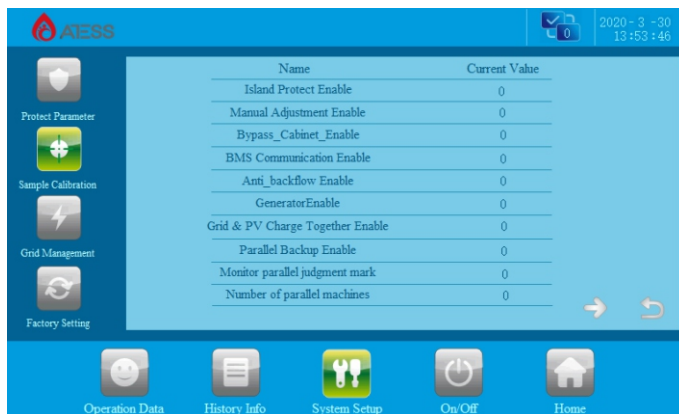 ATESS
0
2020- 3 -30
13:53:46
Name Current Value
Island Protect Enable 0
Manual Adjustment Enable 0
Bypass_Cabinet_Enable 0
BMS Communication Enable 0
Anti_backflow Enable 0
GeneratorEnable 0
Grid & PV Charge Together Enable 0
Parallel Backup Enable 0
Monitor parallel judgment mark 0
Number of parallel machines 0
Protect Parameter
Sample Calibration
Grid Management
Factory Setting
Operation Data History Info System Setup On/Off Home